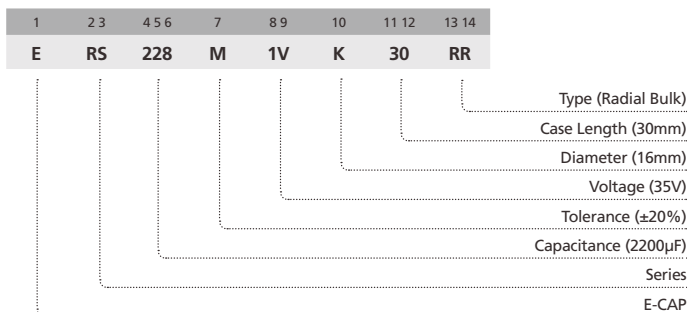 1 2 3 4 5 6 7 8 9 10 11 12 13 14
E RS 228 M 1V K 30 RR
Type (Radial Bulk)
Case Length (30mm)
Diameter (16mm)
Voltage (35V)
Tolerance (±20%)
Capacitance (2200µF)
Series
E-CAP